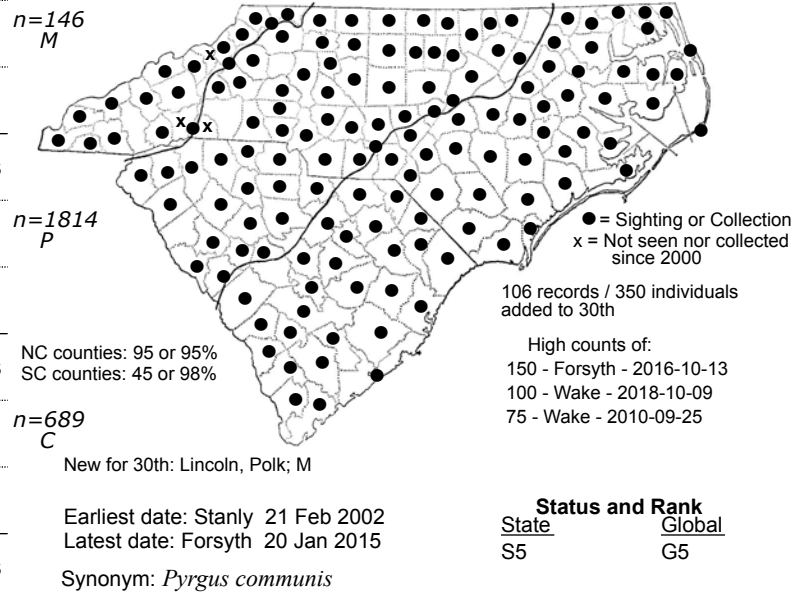 n=146
M
x
x x
n=1814
P
● = Sighting or Collection
x = Not seen nor collected
since 2000
106 records / 350 individuals
added to 30th
NC counties: 95 or 95%
SC counties: 45 or 98%
High counts of:
150 - Forsyth - 2016-10-13
100 - Wake - 2018-10-09
75 - Wake - 2010-09-25
n=689
C
New for 30th: Lincoln, Polk; M
Earliest date: Stanly 21 Feb 2002
Latest date: Forsyth 20 Jan 2015
Synonym: Pyrgus communis
Status and Rank
State Global
S5 G5